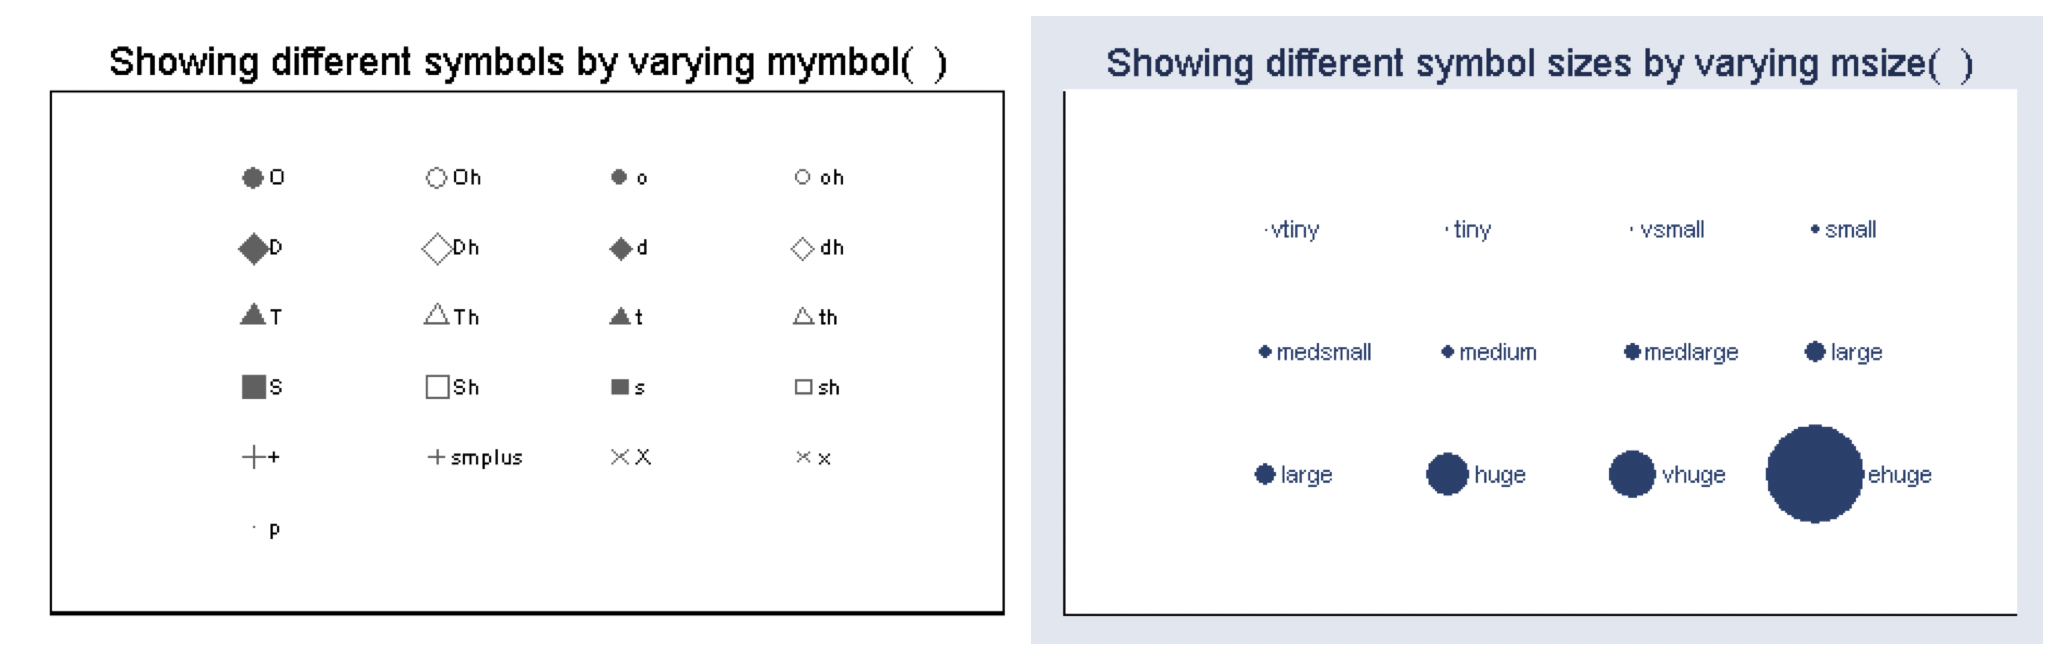 Showing different symbols by varying mymbol( )
O Oh o oh
D Dh d dh
T Th t th
S Sh s sh
+ smplus X x
p
Showing different symbol sizes by varying msize( )
vtiny tiny vsmall small
medsmall medium medlarge large
large huge vhuge ehuge